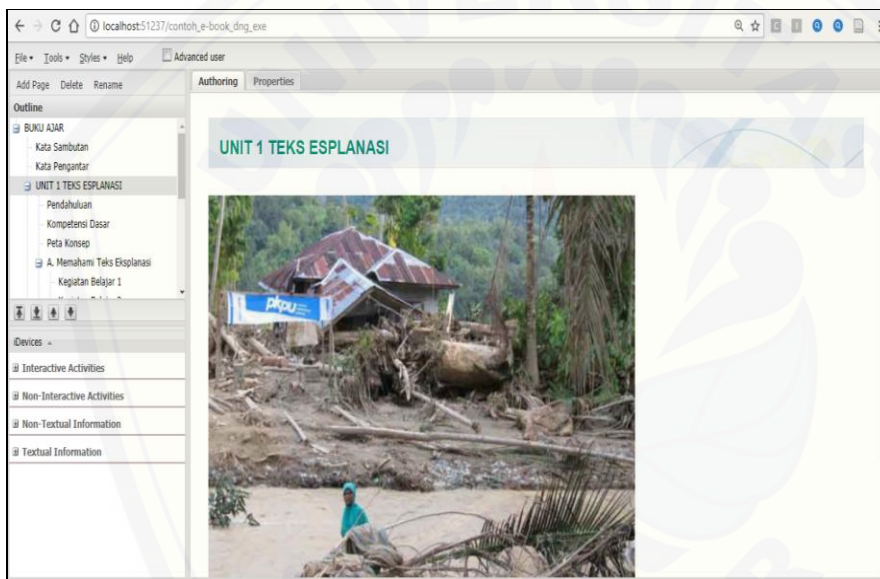 localhost:51237/contoh_e-book_dng_exe
File Tools Styles Help Advanced user
Add Page Delete Rename
Authoring Properties
Outline
BUKU AJAR
Kata Sambutan
Kata Pengantar
UNIT 1 TEKS ESPLANASI
Pendahuluan
Kompetensi Dasar
Peta Konsep
A. Memahami Teks Eksplanasi
Kegiatan Belajar 1
iDevices
Interactive Activities
Non-Interactive Activities
Non-Textual Information
Textual Information
UNIT 1 TEKS ESPLANASI
pkpu